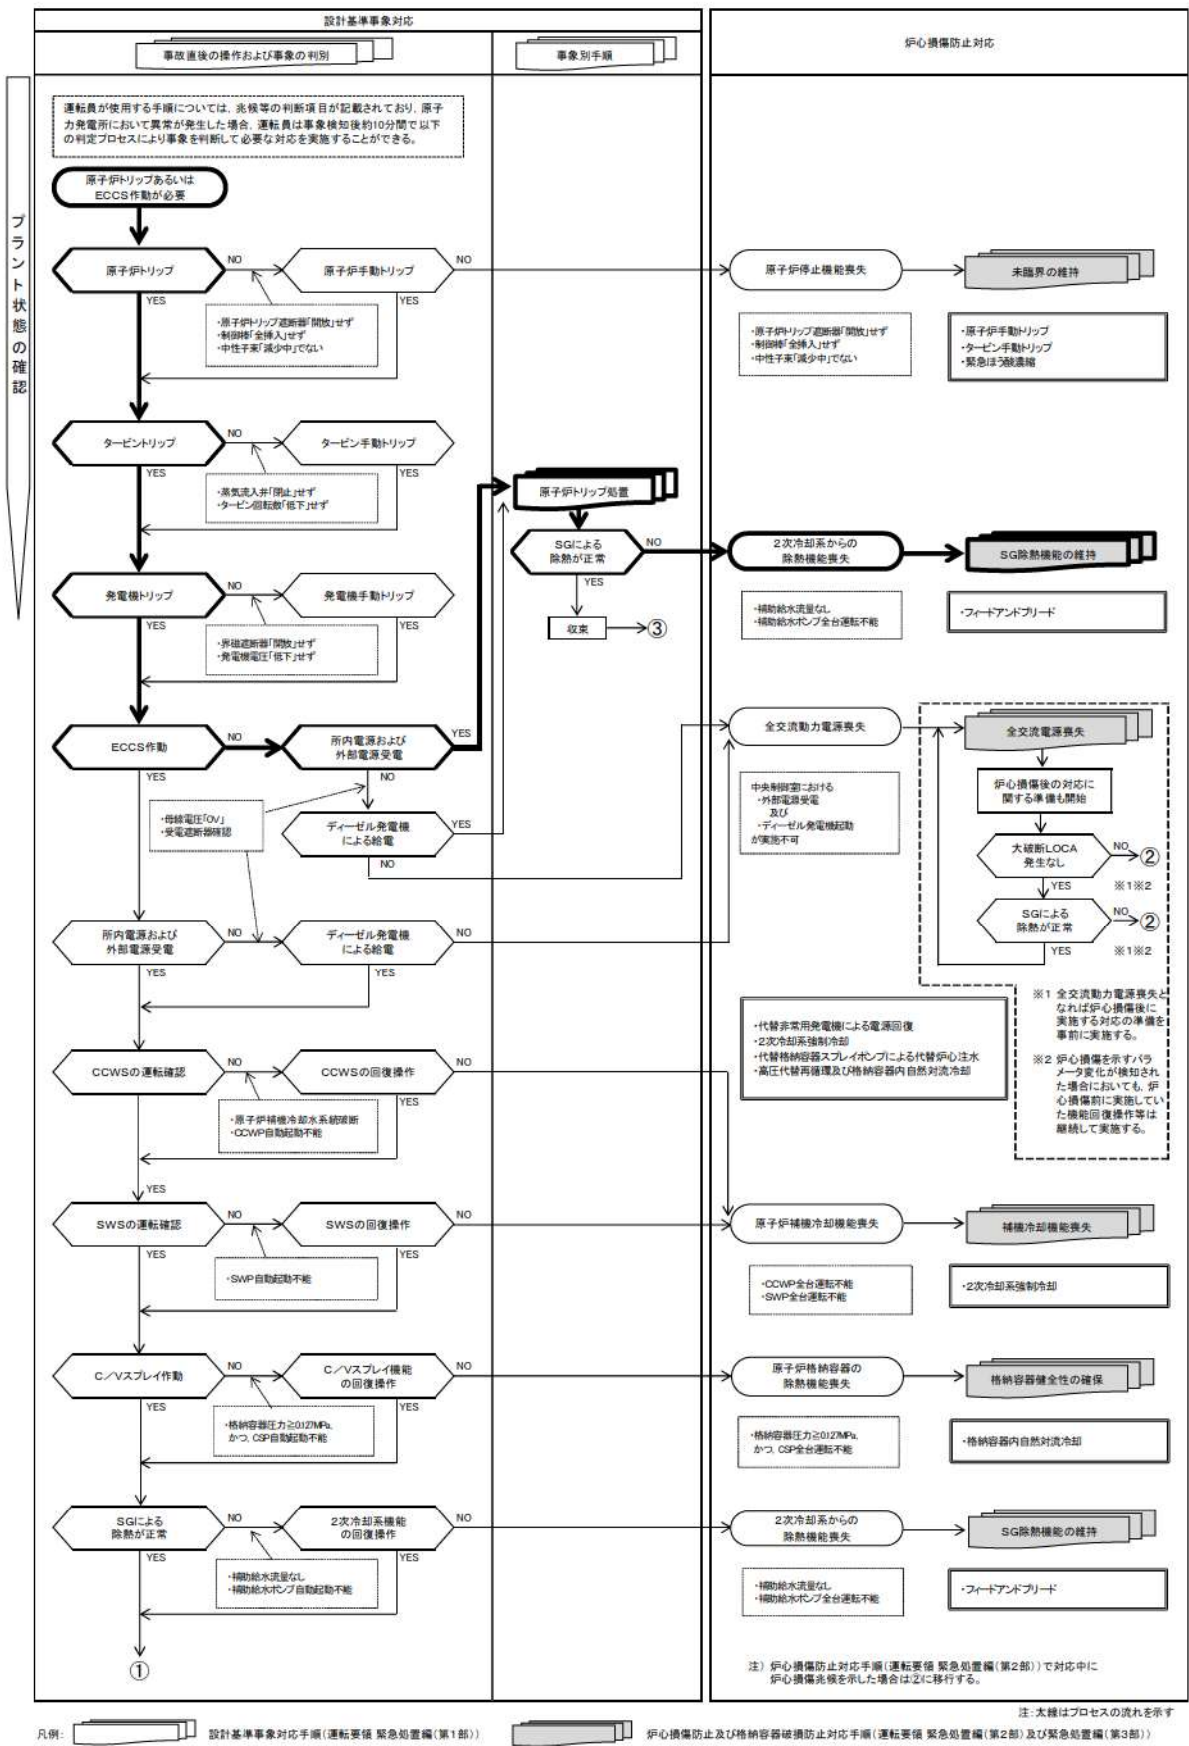 設計基準事象対応
事故直後の操作および事象の判別
事象別手順
炉心損傷防止対応
プラント状態の確認
運転員が使用する手順については、兆候等の判断項目が記載されており、原子
力発電所において異常が発生した場合、運転員は事象検知後約10分間で以下
の判定プロセスにより事象を判断して必要な対応を実施することができる。
原子炉トリップあるいは
ECCS作動が必要
原子炉トリップ
NO
原子炉手動トリップ
NO
原子炉停止機能喪失
未臨界の維持
YES
YES
・原子炉トリップ遮断器「開放」せず
・制御棒「全挿入」せず
・中性子束「減少中」でない
・原子炉トリップ遮断器「開放」せず
・制御棒「全挿入」せず
・中性子束「減少中」でない
・原子炉手動トリップ
・タービン手動トリップ
・緊急ほう酸濃縮
タービントリップ
NO
タービン手動トリップ
YES
YES
・蒸気流入弁「閉止」せず
・タービン回転数「低下」せず
原子炉トリップ処置
SGによる
除熱が正常
NO
YES
収束
③
2次冷却系からの
除熱機能喪失
SG除熱機能の維持
・補助給水流量なし
・補助給水ポンプ全台運転不能
・フィードアンドブリード
発電機トリップ
NO
発電機手動トリップ
YES
YES
・界磁遮断器「開放」せず
・発電機電圧「低下」せず
ECCS作動
NO
所内電源および
外部電源受電
YES
YES
NO
・母線電圧「0V」
・受電遮断器確認
ディーゼル発電機
による給電
YES
NO
全交流動力電源喪失
全交流電源喪失
中央制御室における
・外部電源受電
及び
・ディーゼル発電機起動
が実施不可
炉心損傷後の対応に
関する準備も開始
大破断LOCA
発生なし
NO
②
YES
※1※2
SGによる
除熱が正常
NO
②
YES
※1※2
所内電源および
外部電源受電
NO
ディーゼル発電機
による給電
NO
YES
YES
※1 全交流動力電源喪失と
なれば炉心損傷後に
実施する対応の準備を
事前に実施する。
※2 炉心損傷を示すパラ
メータ変化が検知され
た場合においても、炉
心損傷前に実施してい
た機能回復操作等は
継続して実施する。
・代替非常用発電機による電源回復
・2次冷却系強制冷却
・代替格納容器スプレイポンプによる代替炉心注水
・高圧代替再循環及び格納容器内自然対流冷却
CCWSの運転確認
NO
CCWSの回復操作
NO
YES
・原子炉補機冷却水系統破断
・CCWP自動起動不能
YES
SWSの運転確認
NO
SWSの回復操作
NO
原子炉補機冷却機能喪失
補機冷却機能喪失
YES
YES
・SWP自動起動不能
・CCWP全台運転不能
・SWP全台運転不能
・2次冷却系強制冷却
C／Vスプレイ作動
NO
C／Vスプレイ機能
の回復操作
NO
原子炉格納容器の
除熱機能喪失
格納容器健全性の確保
YES
YES
・格納容器圧力≧0.127MPa、
かつ、CSP自動起動不能
・格納容器圧力≧0.127MPa、
かつ、CSP全台運転不能
・格納容器内自然対流冷却
SGによる
除熱が正常
NO
2次冷却系機能
の回復操作
NO
2次冷却系からの
除熱機能喪失
SG除熱機能の維持
YES
YES
・補助給水流量なし
・補助給水ポンプ自動起動不能
・補助給水流量なし
・補助給水ポンプ全台運転不能
・フィードアンドブリード
①
注） 炉心損傷防止対応手順（運転要領 緊急処置編（第2部））で対応中に
炉心損傷兆候を示した場合は②に移行する。
注：太線はプロセスの流れを示す
凡例：
設計基準事象対応手順（運転要領 緊急処置編（第1部））
炉心損傷防止及び格納容器破損防止対応手順（運転要領 緊急処置編（第2部）及び緊急処置編（第3部））